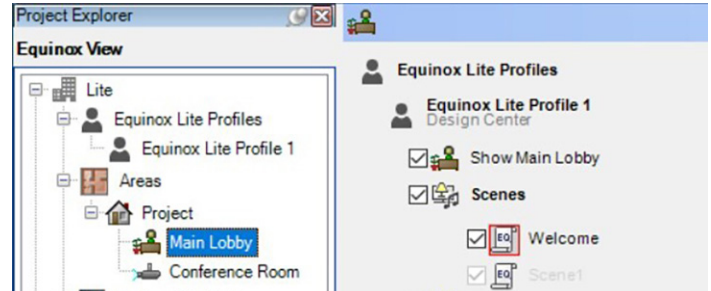 Project Explorer
Equinox View
Lite
Equinox Lite Profiles
Equinox Lite Profile 1
Areas
Project
Main Lobby
Conference Room
Equinox Lite Profiles
Equinox Lite Profile 1
Design Center
Show Main Lobby
Scenes
EQ
Welcome
EQ
Scene1